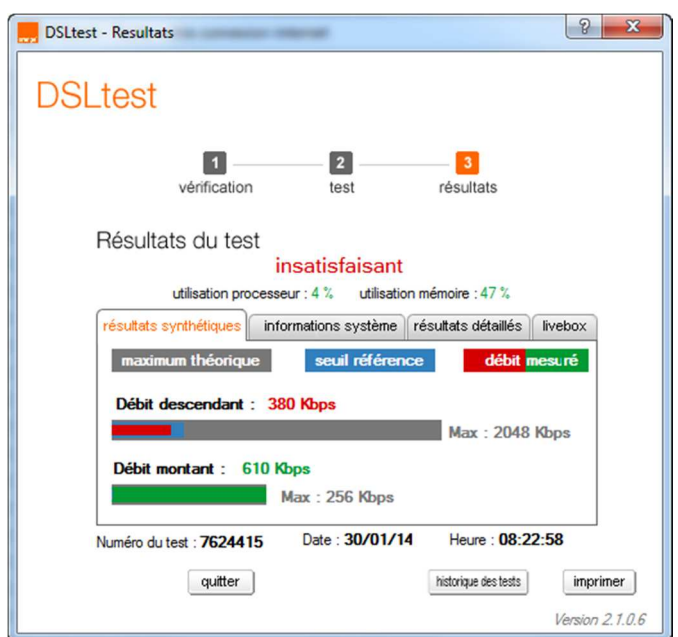 DSLtest - Resultats
DSLtest
1 2 3
vérification test résultats
Résultats du test
insatisfaisant
utilisation processeur : 4 % utilisation mémoire : 47 %
résultats synthétiques informations système résultats détaillés livebox
maximum théorique seuil référence débit mesuré
Débit descendant : 380 Kbps
Max : 2048 Kbps
Débit montant : 610 Kbps
Max : 256 Kbps
Numéro du test : 7624415 Date : 30/01/14 Heure : 08:22:58
quitter historique des tests imprimer
Version 2.1.0.6